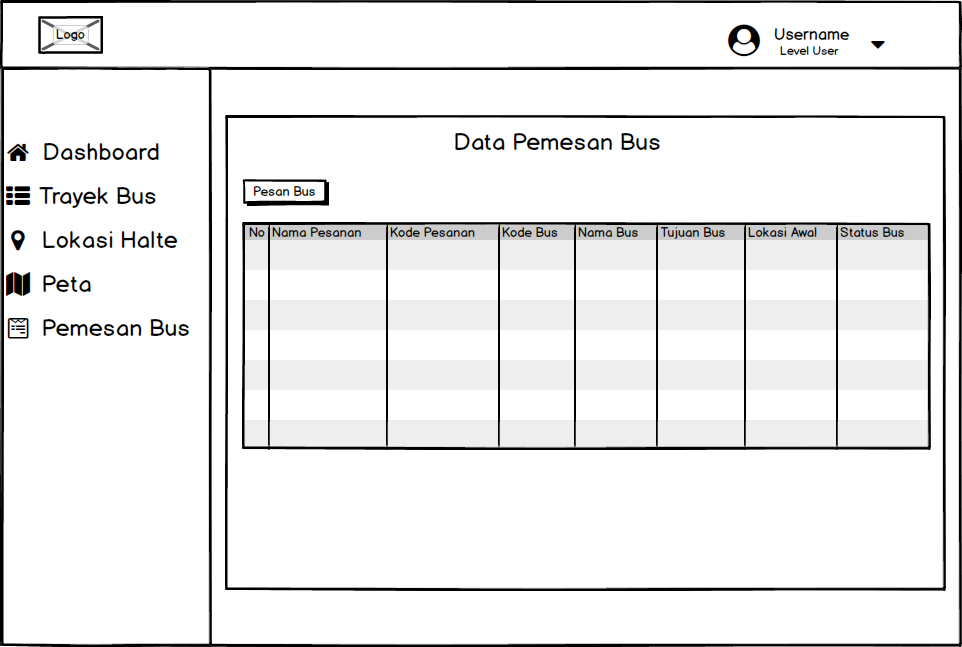 Logo
Username
Level User
Dashboard
Trayek Bus
Lokasi Halte
Peta
Pemesan Bus
Data Pemesan Bus
Pesan Bus
No Nama Pesanan Kode Pesanan Kode Bus Nama Bus Tujuan Bus Lokasi Awal Status Bus